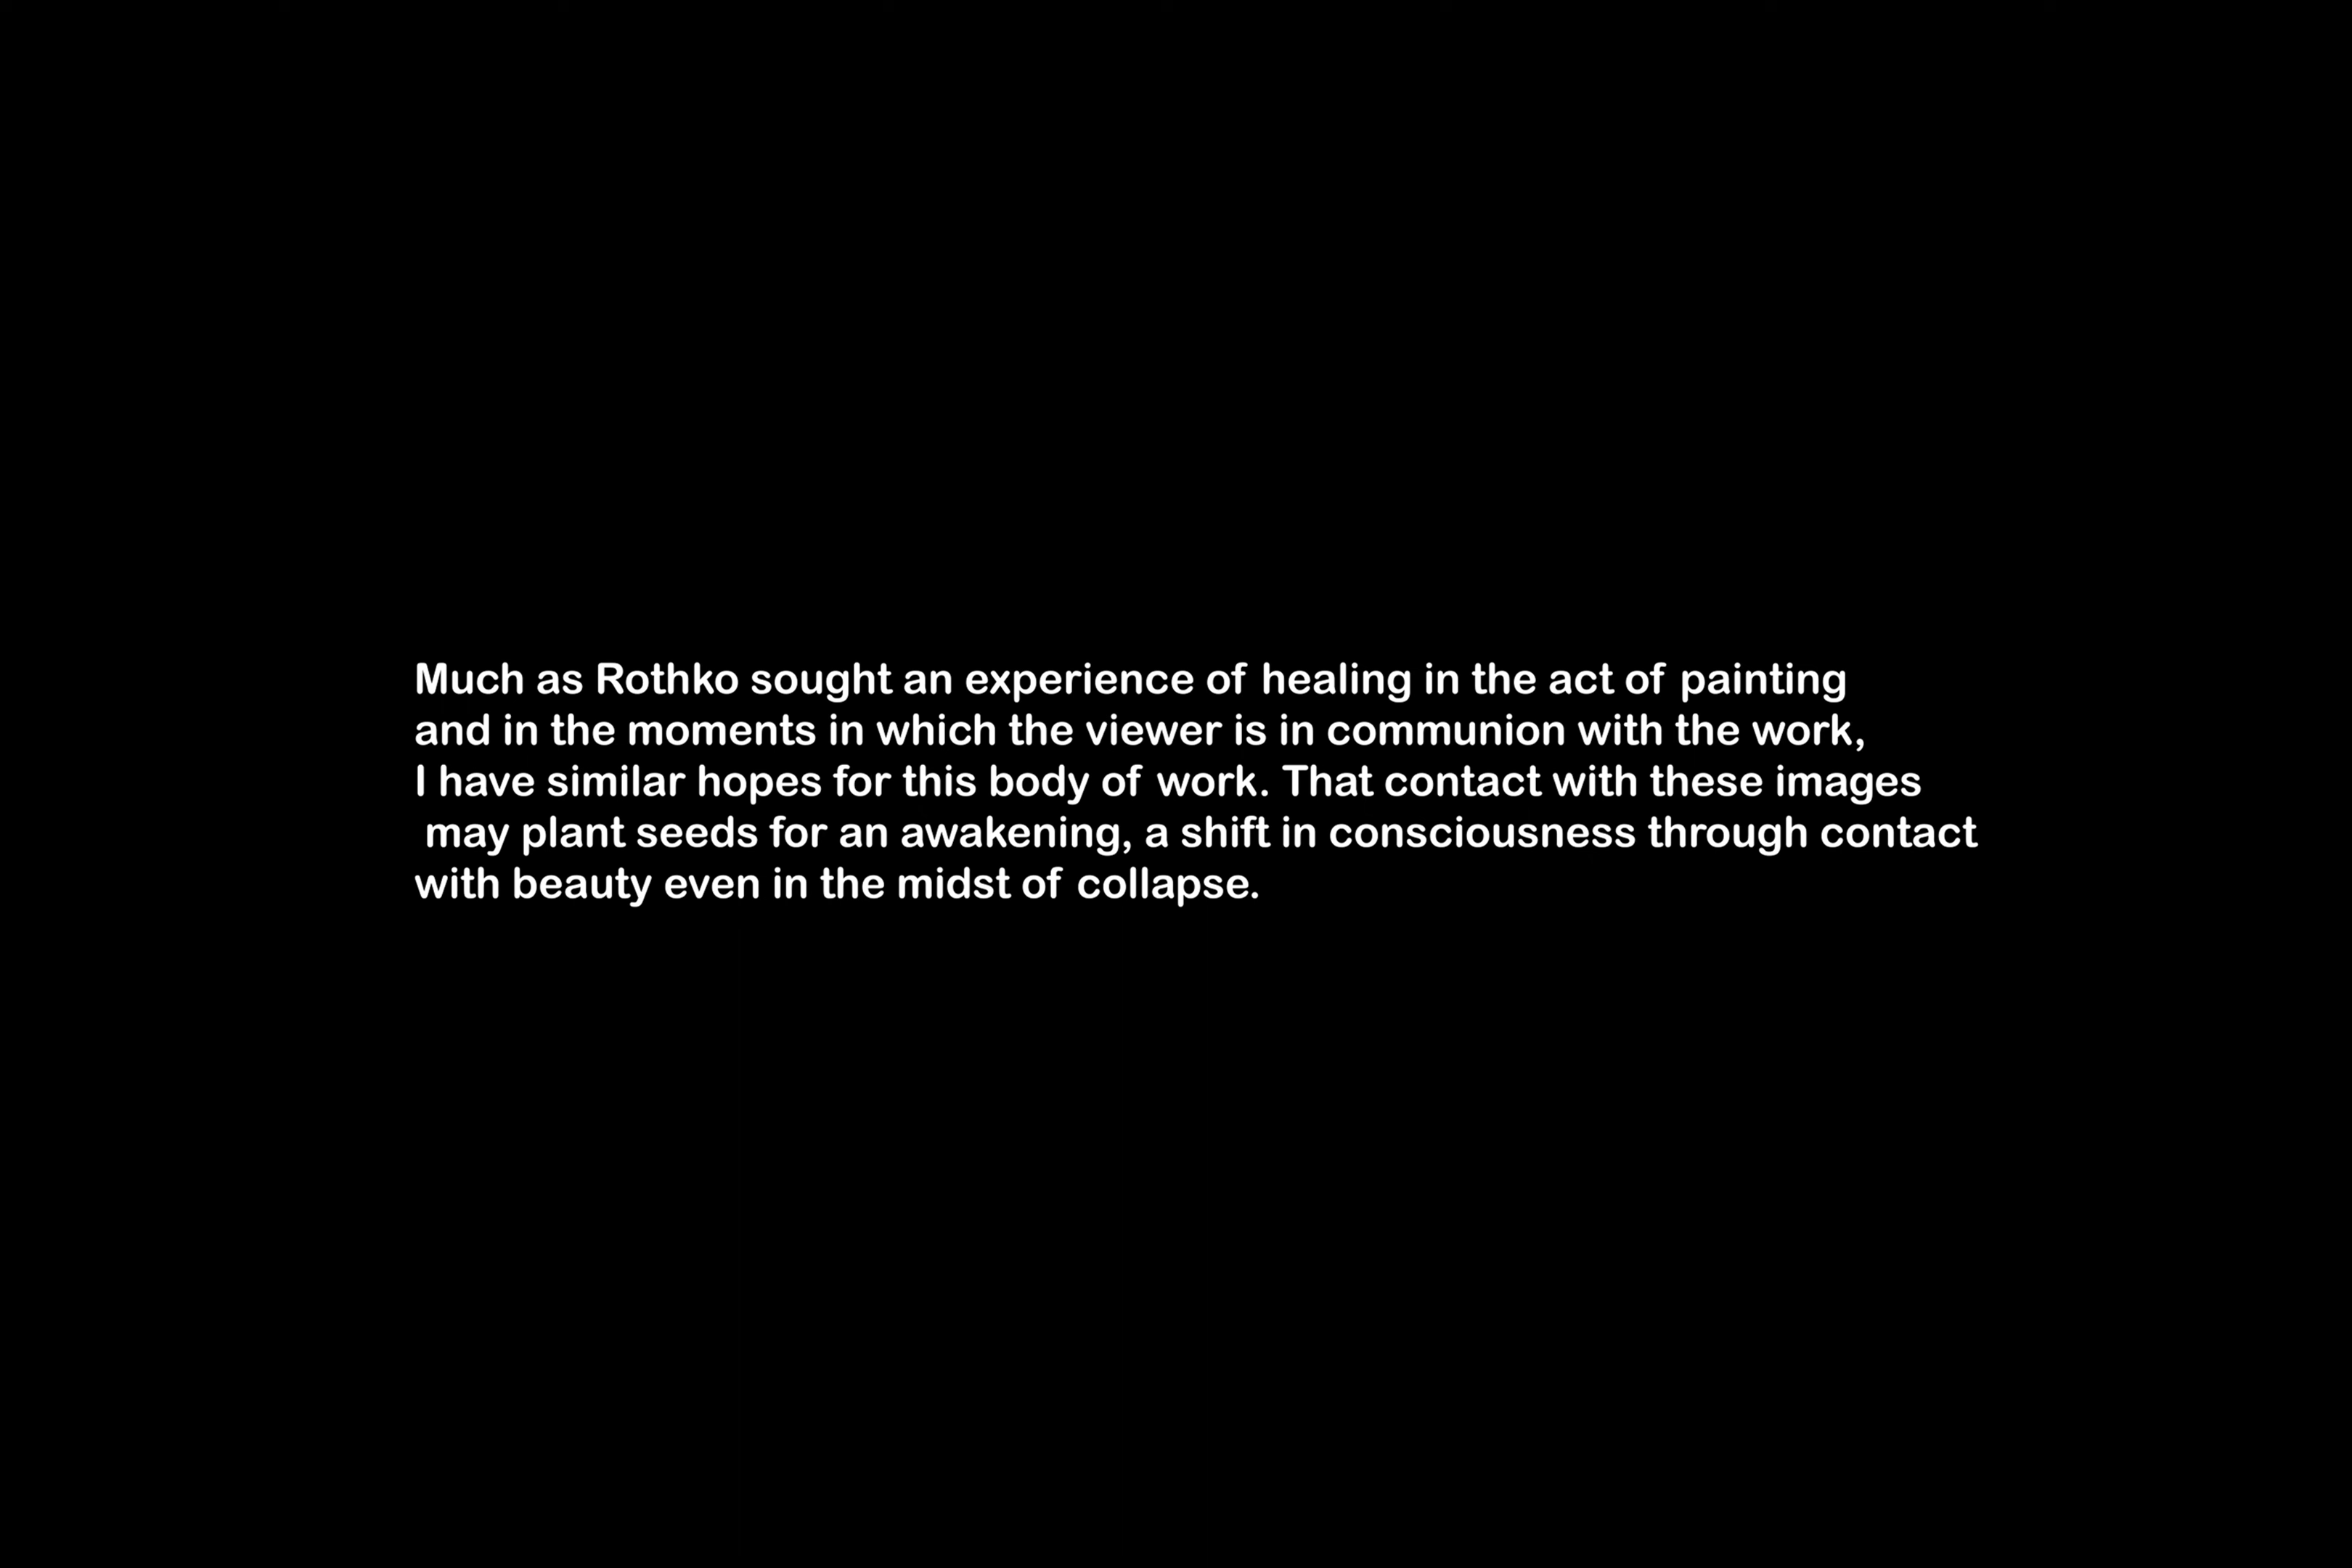 Much as Rothko sought an experience of healing in the act of painting
and in the moments in which the viewer is in communion with the work,
I have similar hopes for this body of work. That contact with these images
may plant seeds for an awakening, a shift in consciousness through contact
with beauty even in the midst of collapse.